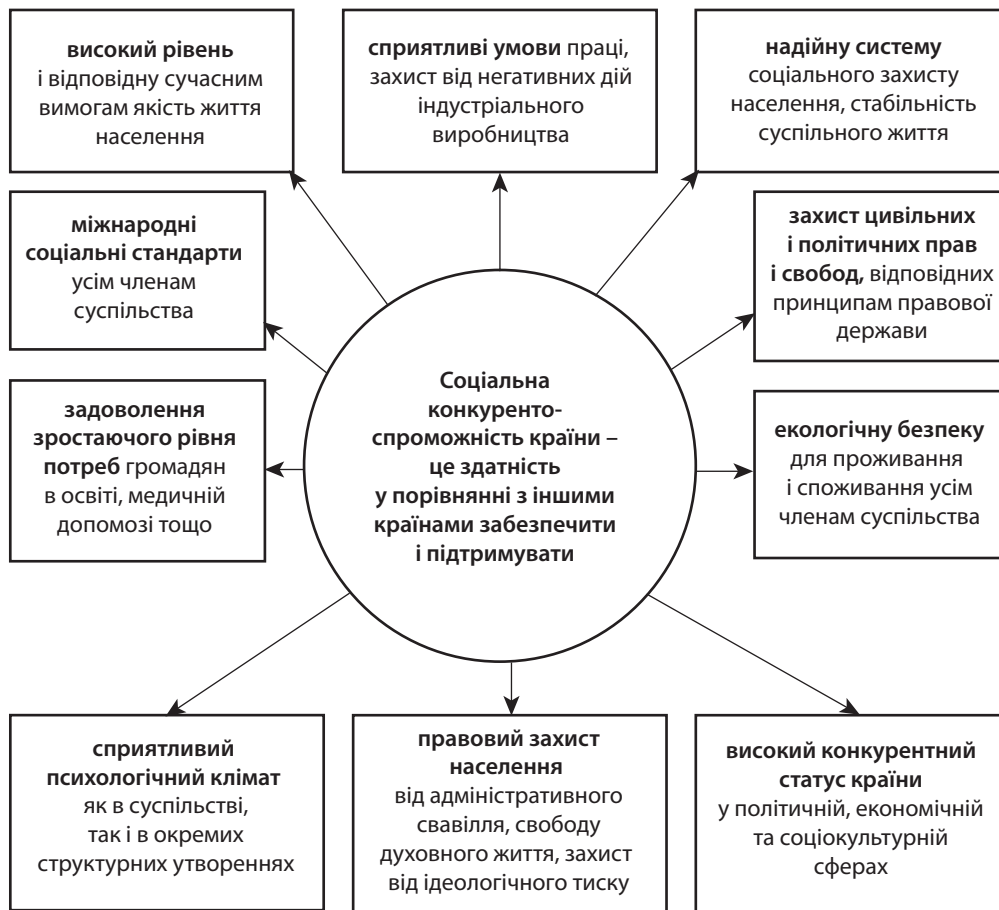 високий рівень
і відповідну сучасним
вимогам якість життя
населення
сприятливі умови праці,
захист від негативних дій
індустріального
виробництва
надійну систему
соціального захисту
населення, стабільність
суспільного життя
міжнародні
соціальні стандарти
усім членам
суспільства
захист цивільних
і політичних прав
і свобод, відповідних
принципам правової
держави
Соціальна
конкуренто-
спроможність країни –
це здатність
у порівнянні з іншими
країнами забезпечити
і підтримувати
задоволення
зростаючого рівня
потреб громадян
в освіті, медичній
допомозі тощо
екологічну безпеку
для проживання
і споживання усім
членам суспільства
сприятливий
психологічний клімат
як в суспільстві,
так і в окремих
структурних утвореннях
правовий захист
населення
від адміністративного
свавілля, свободу
духовного життя, захист
від ідеологічного тиску
високий конкурентний
статус країни
у політичній, економічній
та соціокультурній
сферах